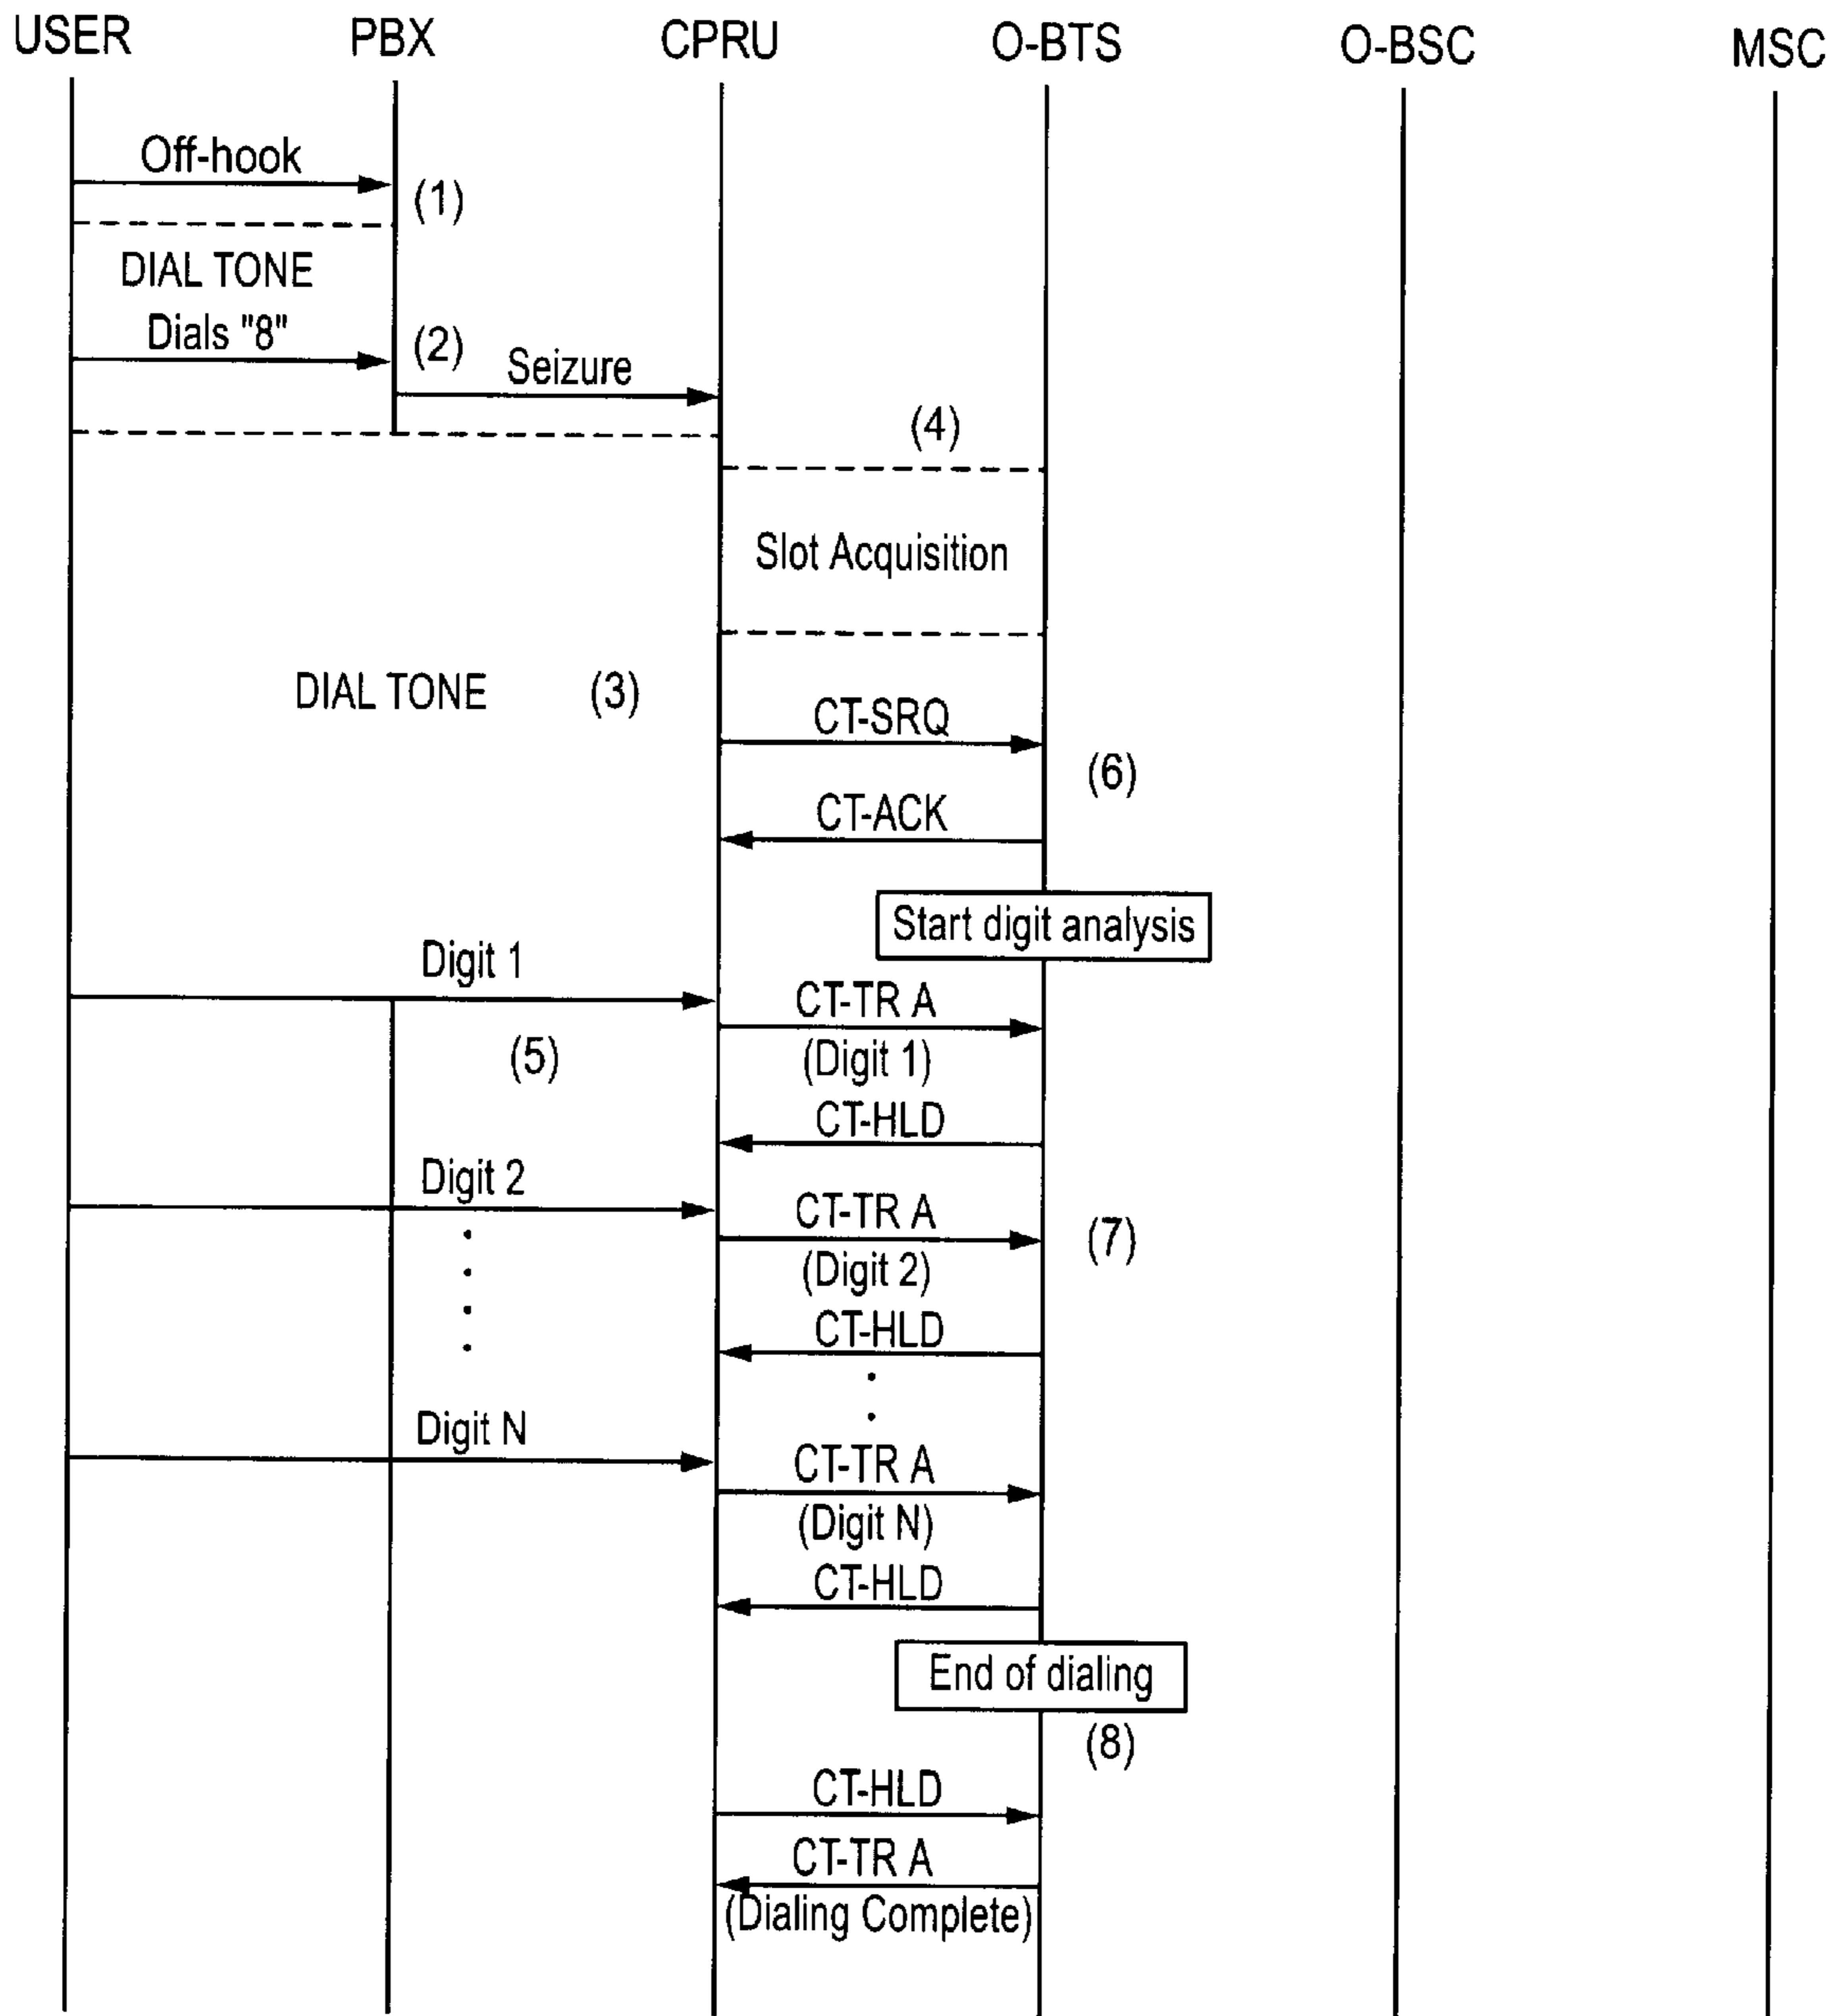 USER PBX CPRU O-BTS O-BSC MSC
Off-hook
(1)
DIAL TONE
Dials "8"
(2)
Seizure
(4)
Slot Acquisition
DIAL TONE (3)
CT-SRQ
(6)
CT-ACK
Start digit analysis
Digit 1
CT-TR A
(5)
(Digit 1)
CT-HLD
Digit 2
CT-TR A
(7)
(Digit 2)
CT-HLD
Digit N
CT-TR A
(Digit N)
CT-HLD
End of dialing
(8)
CT-HLD
CT-TR A
(Dialing Complete)